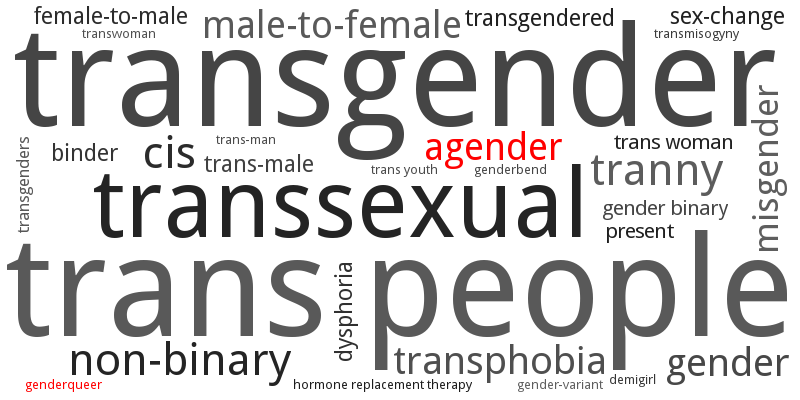 female-to-male
male-to-female
transgendered
sex-change
transwoman
transmisogyny
transgender
misgender
transgenders
binder
cis
trans-man
trans-male
agender
trans woman
trans youth
genderbend
tranny
transsexual
gender binary
present
trans people
dysphoria
non-binary
transphobia
gender
genderqueer
hormone replacement therapy
gender-variant
demigirl